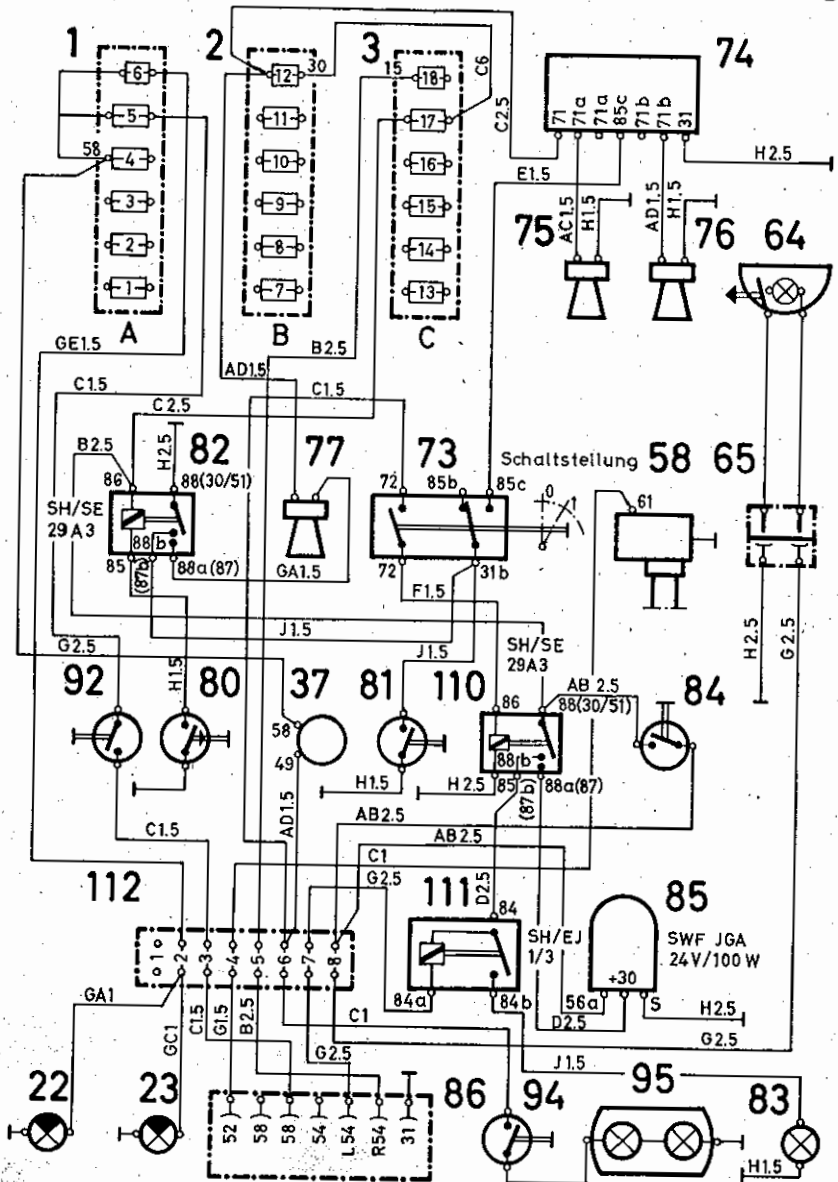 1
2
3
74
6
5
58
4
3
2
1
A
12
30
11
10
9
8
7
B
15
18
17
16
15
14
13
C
C6
C2.5
71
71a
71a
85c
71b
71b
31
H2.5
E1.5
75
AC1.5
H1.5
AD1.5
H1.5
76
64
GE1.5
B2.5
AD1.5
C1.5
C1.5
C2.5
B2.5
H2.5
82
77
73
Schaltstellung
58
65
86
88(30/51)
72
85b
85c
0
1
61
SH/SE
29A3
88b
85
(87b)
88a(87)
GA1.5
72
31b
F1.5
J1.5
J1.5
SH/SE
29A3
H2.5
G2.5
G2.5
H1.5
92
80
37
81
110
84
58
49
86
AB2.5
88(30/51)
88b
AD1.5
H1.5
H2.5
85
(87b)
88a(87)
AB2.5
AB2.5
C1.5
C1
G2.5
D2.5
112
111
84
85
SH/EJ
1/3
SWF JGA
24V/100W
+30
1
2
3
4
5
6
7
8
84a
84b
56a
S
H2.5
D2.5
G2.5
GA1
GC1
C1.5
G1.5
B2.5
G2.5
C1
J1.5
22
23
86
94
95
83
52
58
58
54
L54
R54
31
H1.5